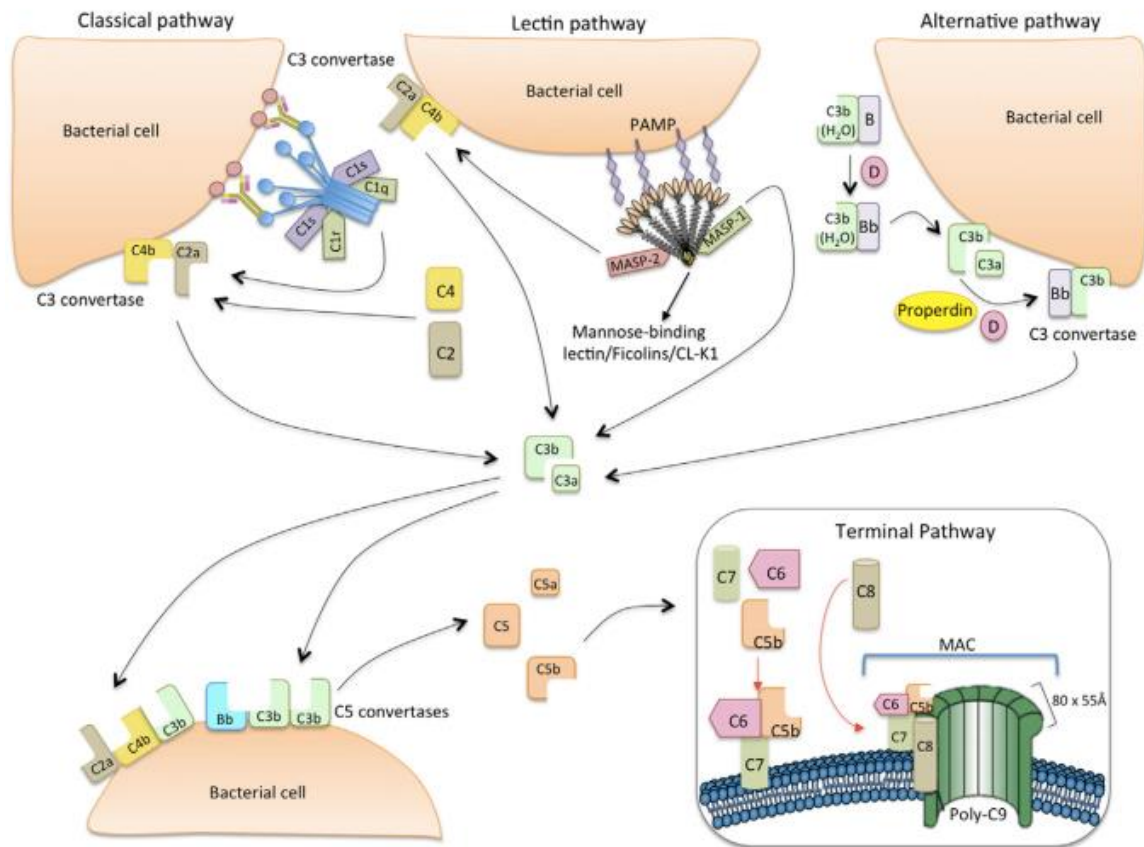 Classical pathway
Lectin pathway
Alternative pathway
C3 convertase
Bacterial cell
C1s
C1q
C1s
C1r
C4b
C2a
C3 convertase
C4
C2
C2a
C4b
Bacterial cell
PAMP
MASP-1
MASP-2
Mannose-binding
lectin/Ficolins/CL-K1
C3b
(H₂O)
B
D
C3b
(H₂O)
Bb
Bacterial cell
C3b
C3a
Properdin
D
Bb
C3b
C3 convertase
C3b
C3a
C2a
C4b
C3b
Bb
C3b
C3b
C5 convertases
Bacterial cell
C5a
C5
C5b
Terminal Pathway
C7
C6
C8
C5b
C6
C5b
C7
MAC
C6
C5b
C7
C8
80 x 55Å
Poly-C9